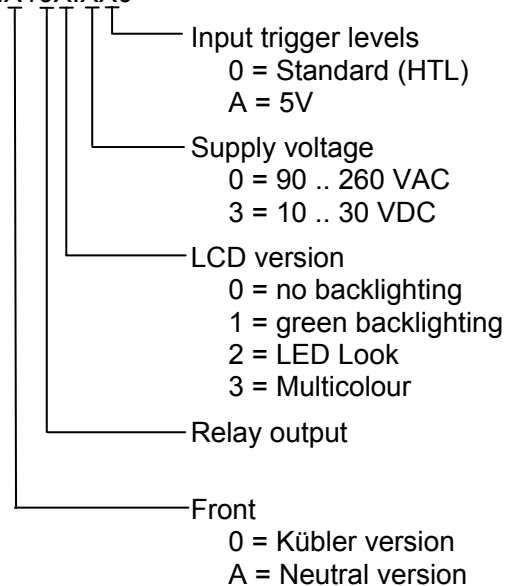 Input trigger levels
0 = Standard (HTL)
A = 5V
Supply voltage
0 = 90 .. 260 VAC
3 = 10 .. 30 VDC
LCD version
0 = no backlighting
1 = green backlighting
2 = LED Look
3 = Multicolour
Relay output
Front
0 = Kübler version
A = Neutral version